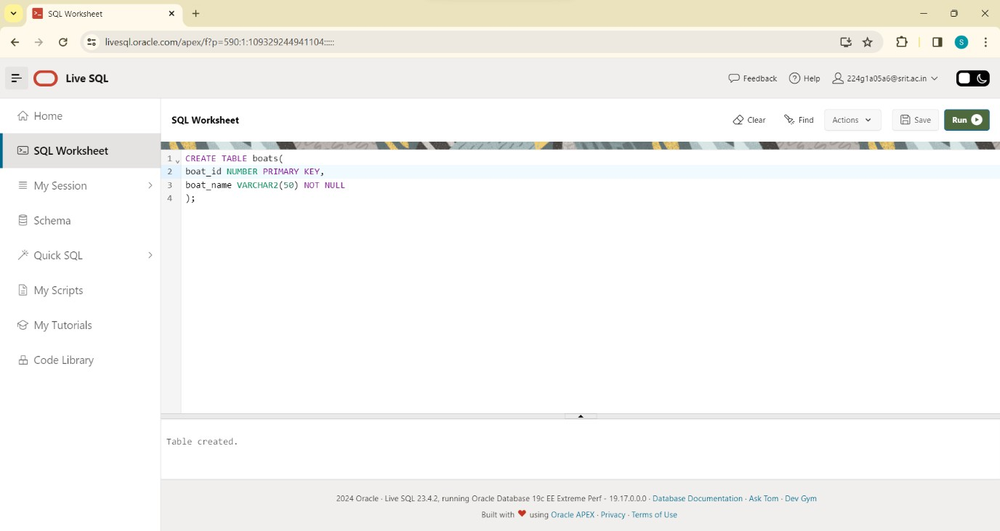 SQL Worksheet
livesql.oracle.com/apex/f?p=590:1:109329244941104:::::
S
Live SQL
Feedback
Help
224g1a05a6@srit.ac.in
Home
SQL Worksheet
My Session
Schema
Quick SQL
My Scripts
My Tutorials
Code Library
SQL Worksheet
Clear
Find
Actions
Save
Run
1 CREATE TABLE boats(
2 boat_id NUMBER PRIMARY KEY,
3 boat_name VARCHAR2(50) NOT NULL
4 );
Table created.
2024 Oracle · Live SQL 23.4.2, running Oracle Database 19c EE Extreme Perf - 19.17.0.0.0 · Database Documentation · Ask Tom · Dev Gym
Built with ❤ using Oracle APEX · Privacy · Terms of Use